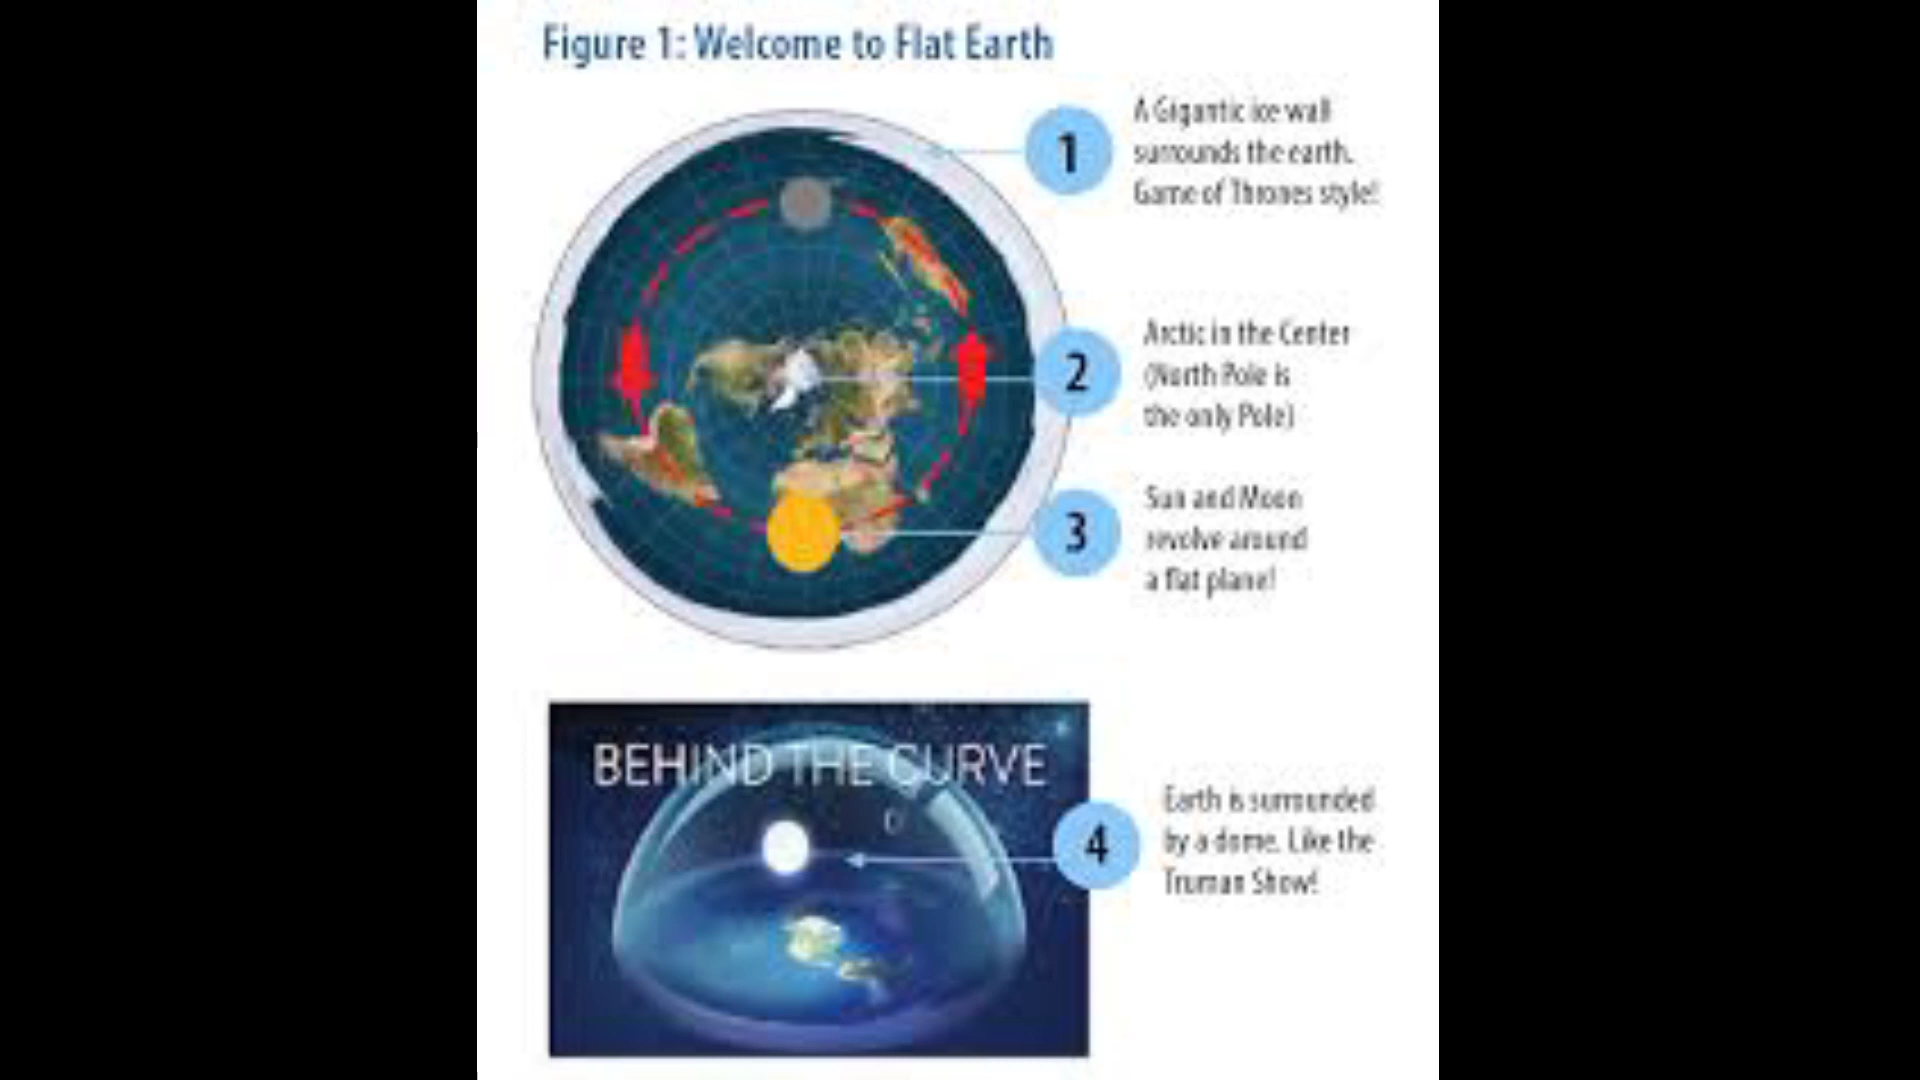 Figure 1: Welcome to Flat Earth
1
A Gigantic ice wall
surrounds the earth.
Game of Thrones style!
2
Arctic in the Center
(North Pole is
the only Pole)
3
Sun and Moon
revolve around
a flat plane!
BEHIND THE CURVE
4
Earth is surrounded
by a dome. Like the
Truman Show!